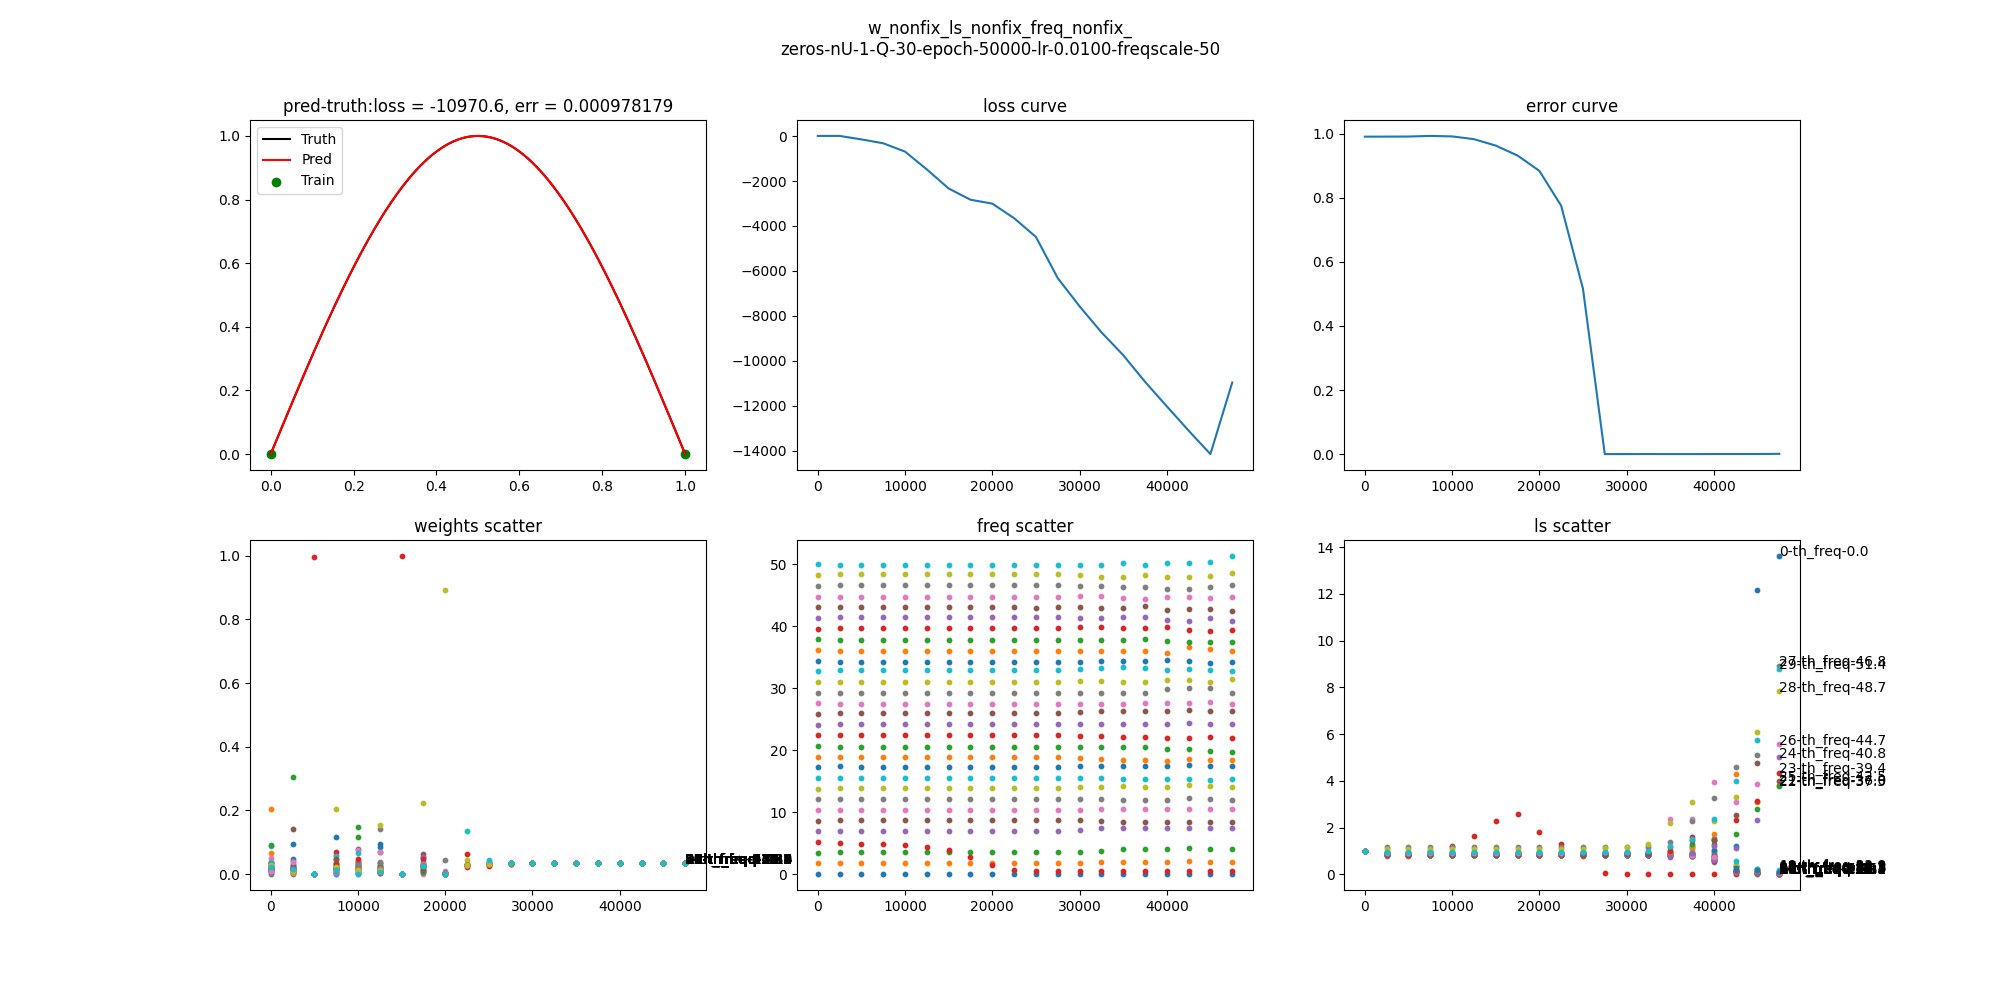 w_nonfix_ls_nonfix_freq_nonfix_
zeros-nU-1-Q-30-epoch-50000-lr-0.0100-freqscale-50
pred-truth:loss = -10970.6, err = 0.000978179
Truth
Pred
Train
1.0
0.8
0.6
0.4
0.2
0.0
0.0 0.2 0.4 0.6 0.8 1.0
loss curve
0
−2000
−4000
−6000
−8000
−10000
−12000
−14000
0 10000 20000 30000 40000
error curve
1.0
0.8
0.6
0.4
0.2
0.0
0 10000 20000 30000 40000
weights scatter
1.0
0.8
0.6
0.4
0.2
0.0
0 10000 20000 30000 40000
freq scatter
50
40
30
20
10
0
0 10000 20000 30000 40000
ls scatter
14
12
10
8
6
4
2
0
0 10000 20000 30000 40000
0-th_freq-0.0
27-th_freq-46.8
29-th_freq-51.4
28-th_freq-48.7
26-th_freq-44.7
24-th_freq-40.8
23-th_freq-39.4